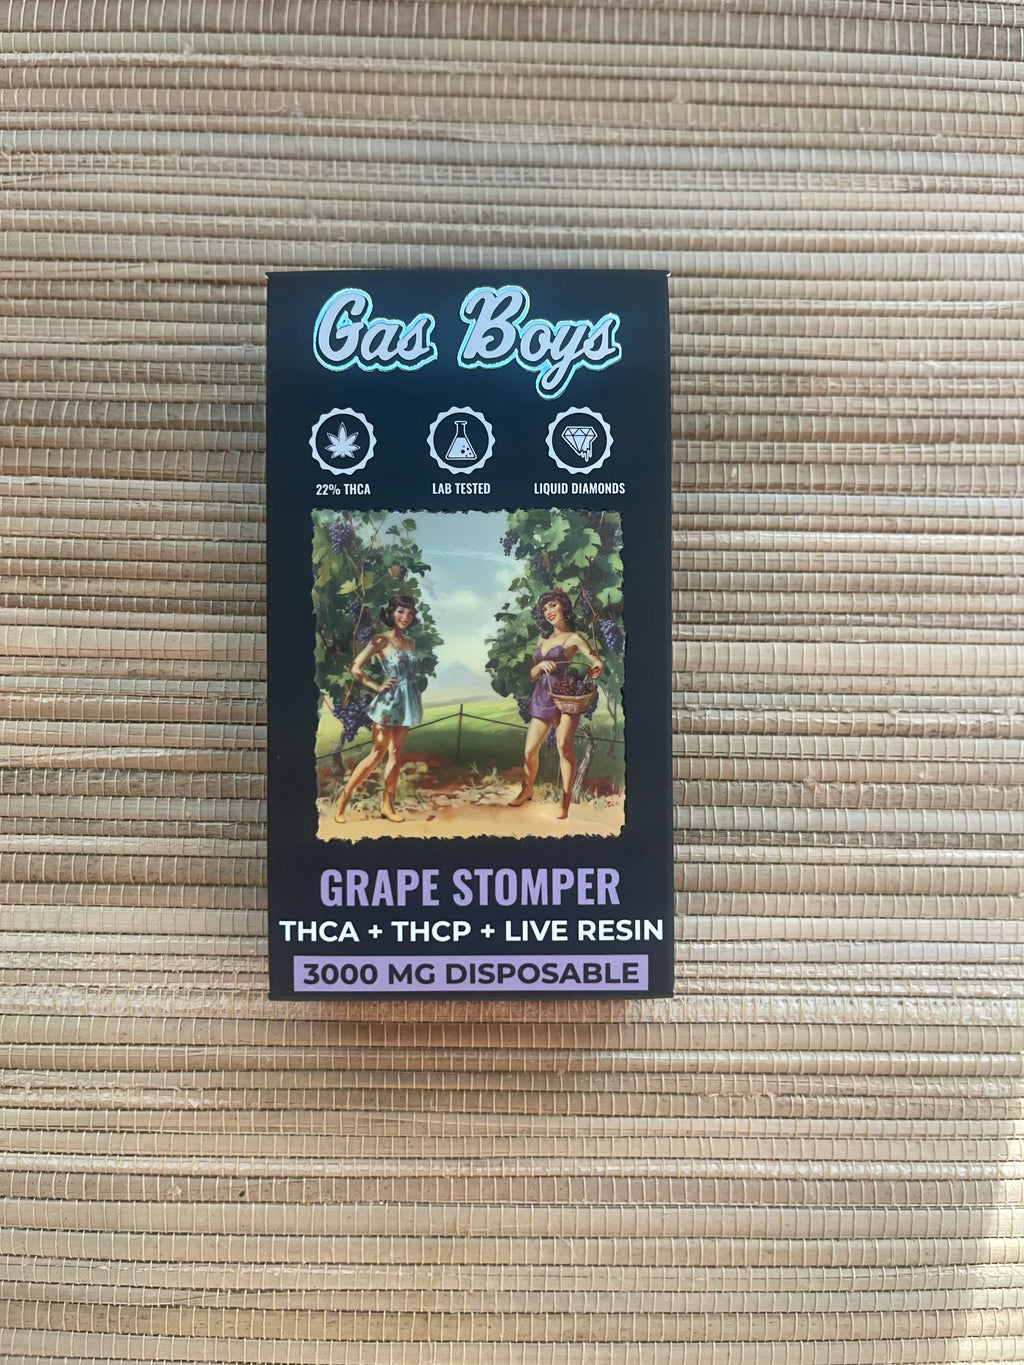 Gas Boys
22% THCA
LAB TESTED
LIQUID DIAMONDS
GRAPE STOMPER
THCA + THCP + LIVE RESIN
3000 MG DISPOSABLE